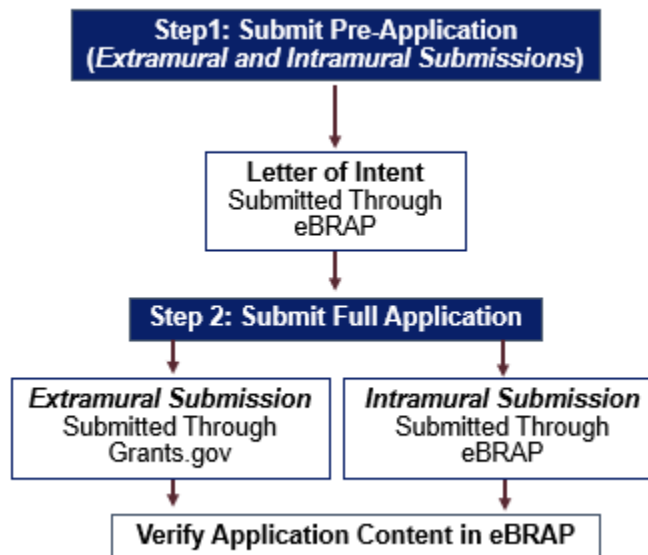 Step1: Submit Pre-Application
(Extramural and Intramural Submissions)
Letter of Intent
Submitted Through
eBRAP
Step 2: Submit Full Application
Extramural Submission
Submitted Through
Grants.gov
Intramural Submission
Submitted Through
eBRAP
Verify Application Content in eBRAP